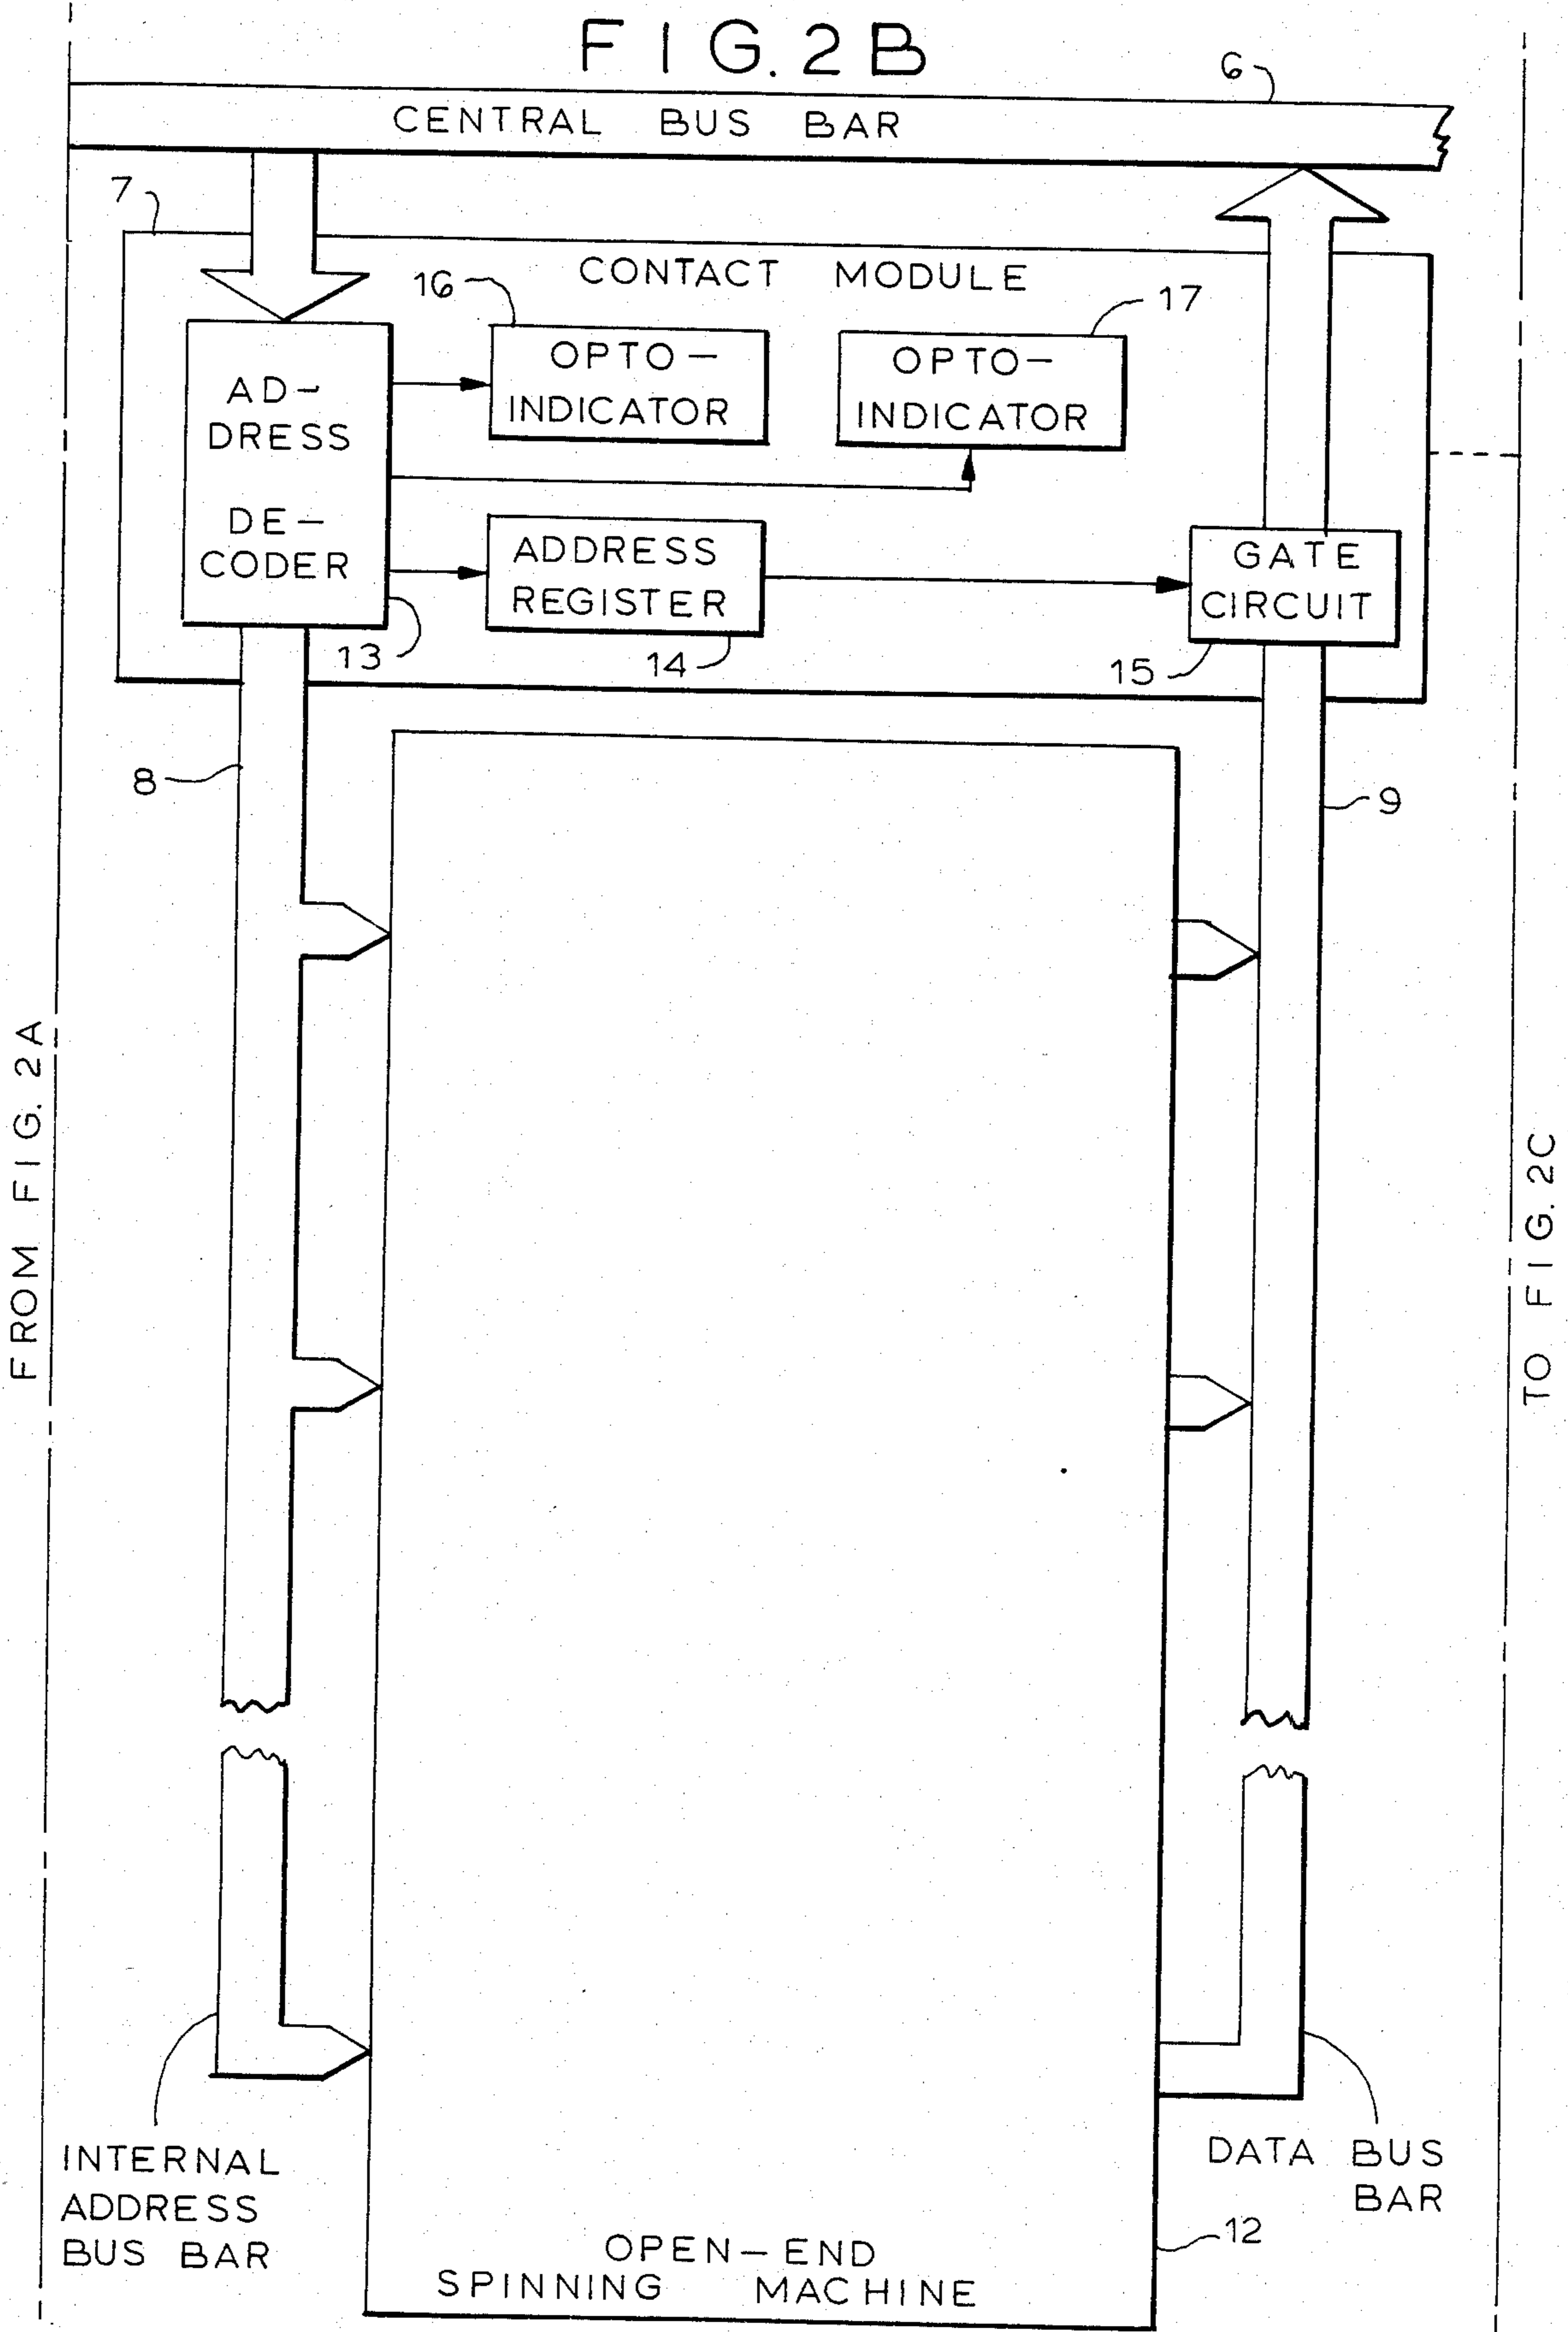 FIG. 2B
6
CENTRAL BUS BAR
7
CONTACT MODULE
16
17
OPTO-
INDICATOR
OPTO-
INDICATOR
AD-
DRESS
DE-
CODER
ADDRESS
REGISTER
GATE
CIRCUIT
13
14
15
8
9
FROM FIG. 2A
TO FIG. 2C
INTERNAL
ADDRESS
BUS BAR
DATA BUS
BAR
12
OPEN-END
SPINNING MACHINE